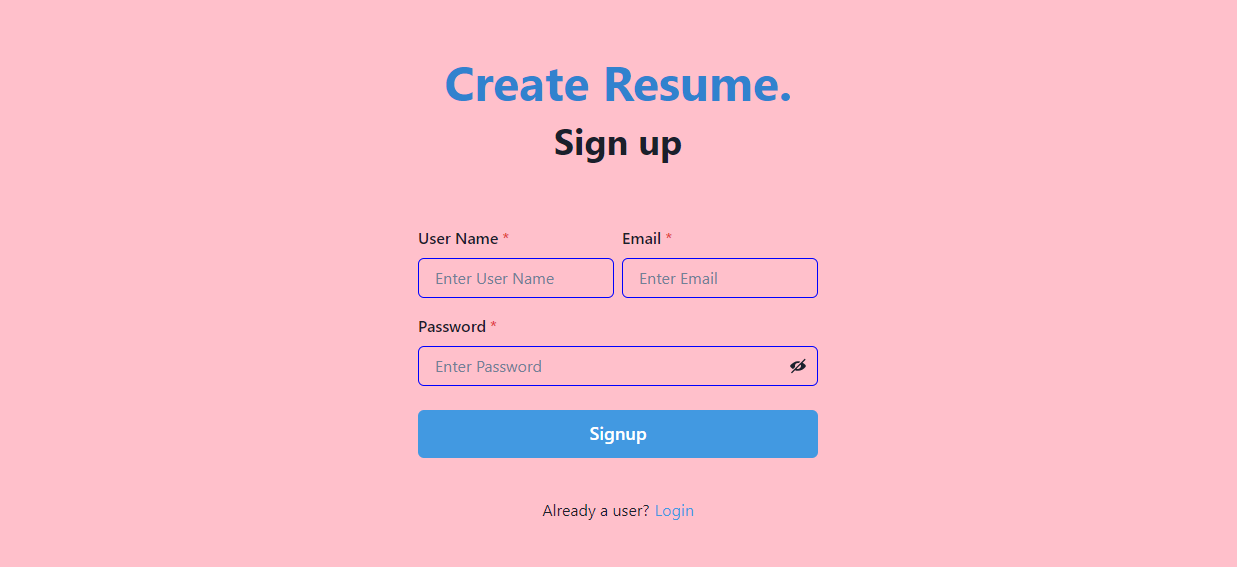 Create Resume.
Sign up
User Name * Email *
Enter User Name Enter Email
Password *
Enter Password
Signup
Already a user? Login